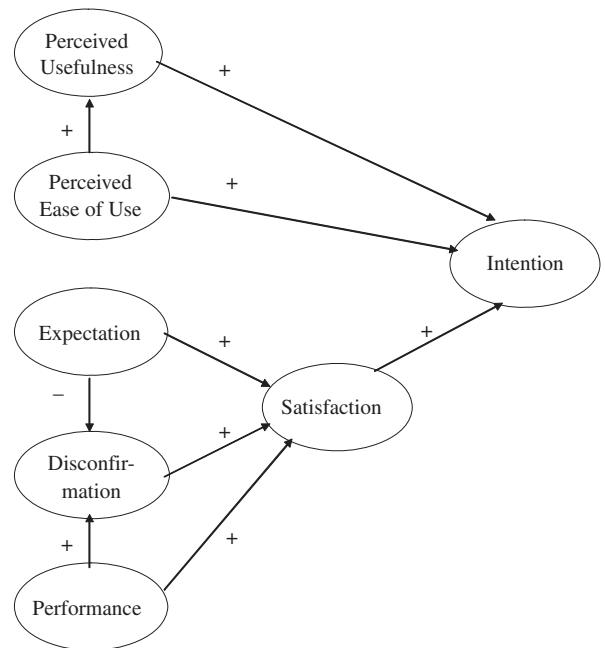 Perceived
Usefulness
+
+
Perceived
Ease of Use
+
Intention
Expectation
+
+
−
Satisfaction
Disconfir-
mation
+
+
+
Performance